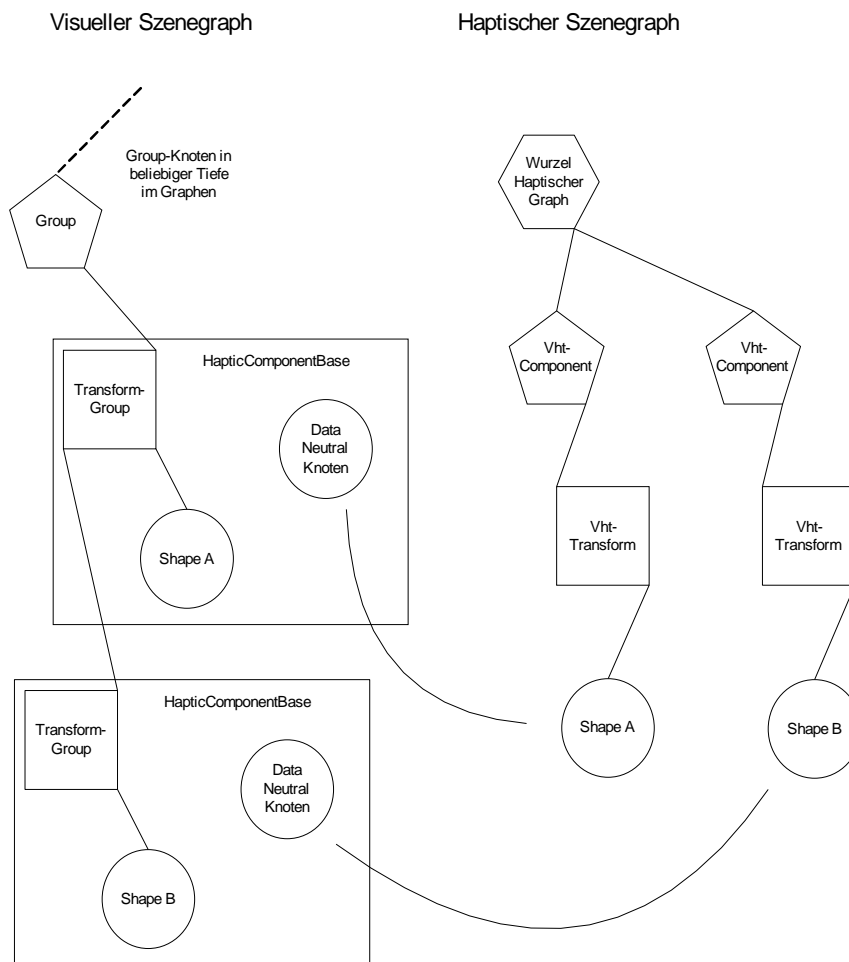 Visueller Szenegraph
Haptischer Szenegraph
Group-Knoten in
beliebiger Tiefe
im Graphen
Group
Wurzel
Haptischer
Graph
HapticComponentBase
Transform-
Group
Data
Neutral
Knoten
Shape A
Vht-
Component
Vht-
Component
Vht-
Transform
Vht-
Transform
HapticComponentBase
Transform-
Group
Data
Neutral
Knoten
Shape B
Shape A
Shape B